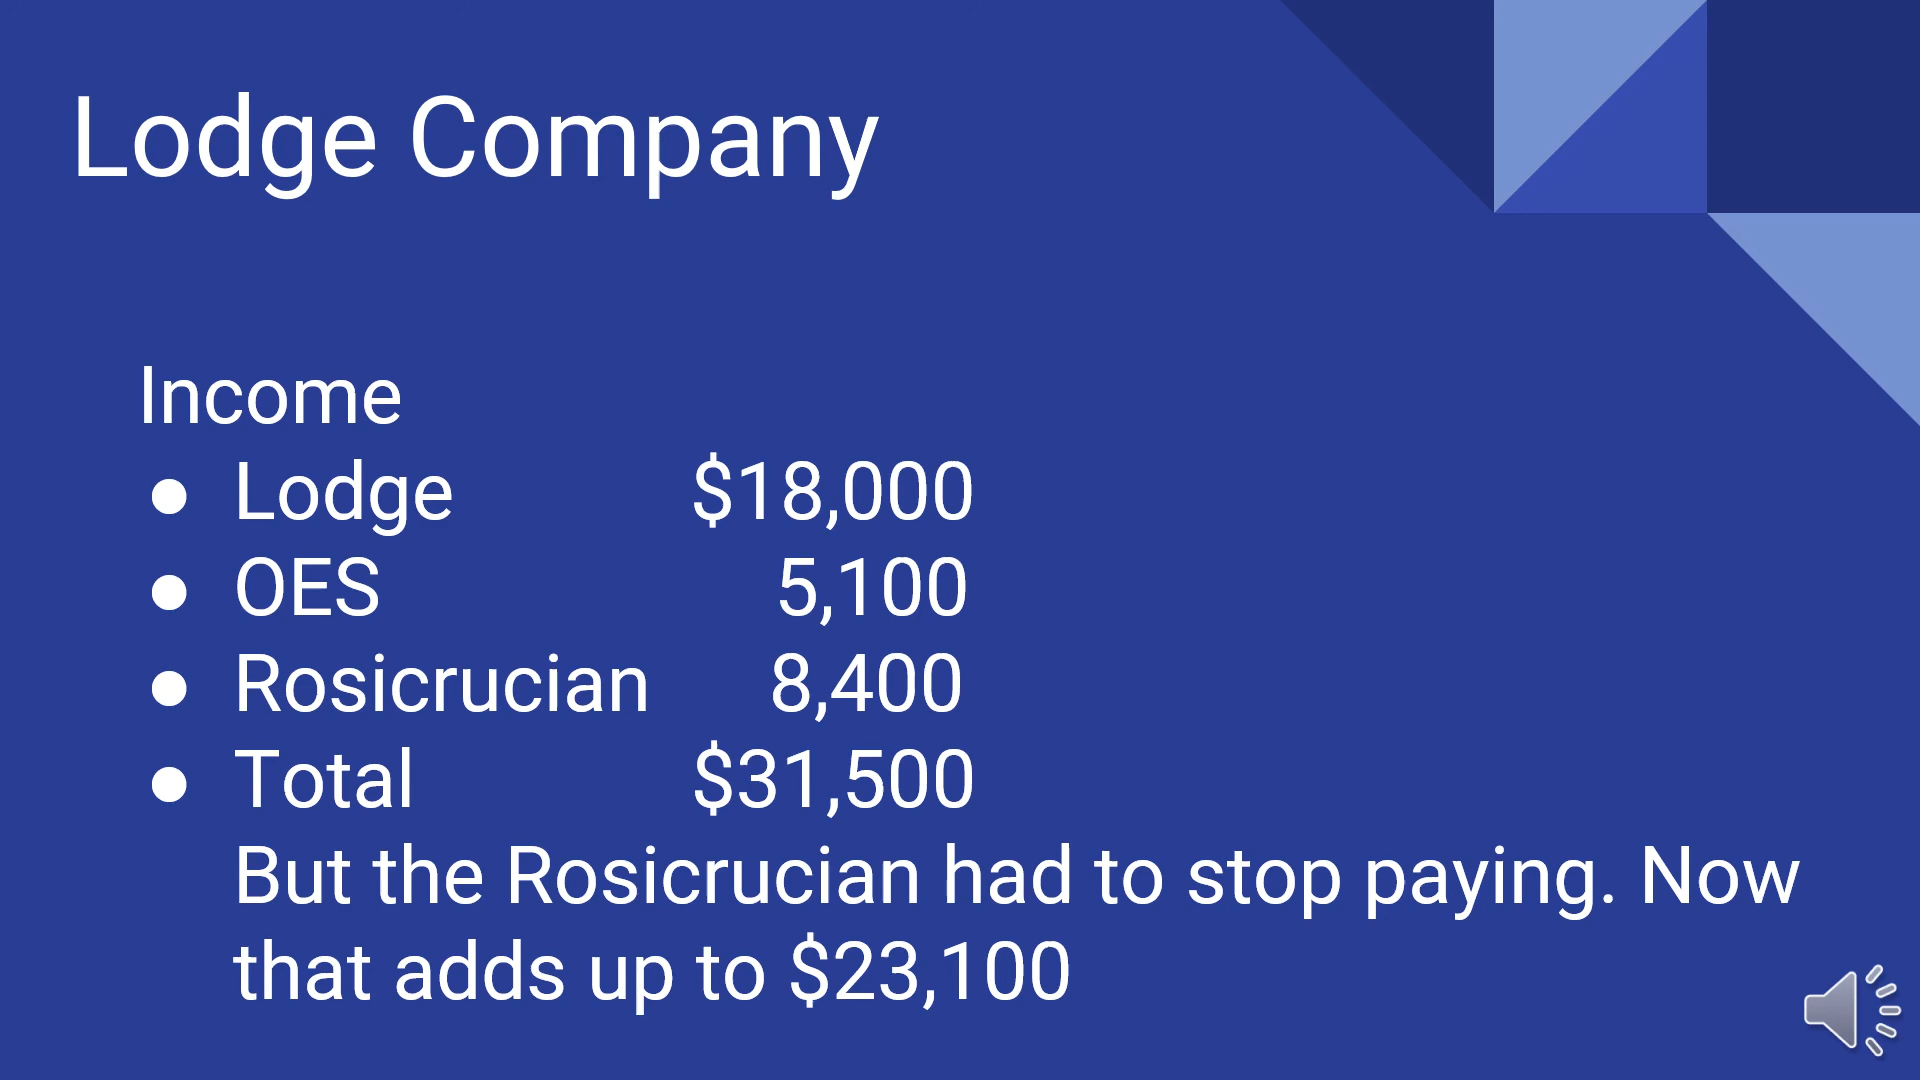 Lodge Company
Income
● Lodge $18,000
● OES 5,100
● Rosicrucian 8,400
● Total $31,500
But the Rosicrucian had to stop paying. Now
that adds up to $23,100